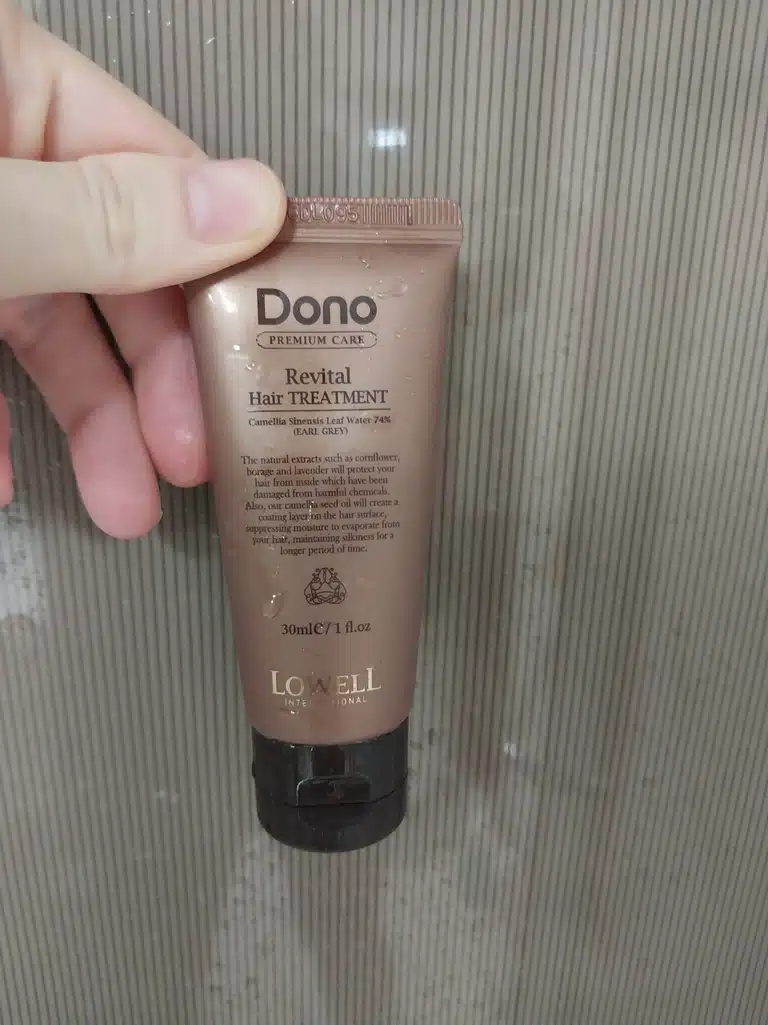 Dono
PREMIUM CARE
Revital
Hair TREATMENT
Camellia Sinensis Leaf Water 74%
(EARL GREY)
The natural extracts such as cornflower,
borage and lavender will protect your
hair from inside which have been
damaged from harmful chemicals.
Also, our camellia seed oil will create a
coating layer on the hair surface,
suppressing moisture to evaporate from
your hair, maintaining silkiness for a
longer period of time.
30ml℮/1 fl.oz
LOWELL